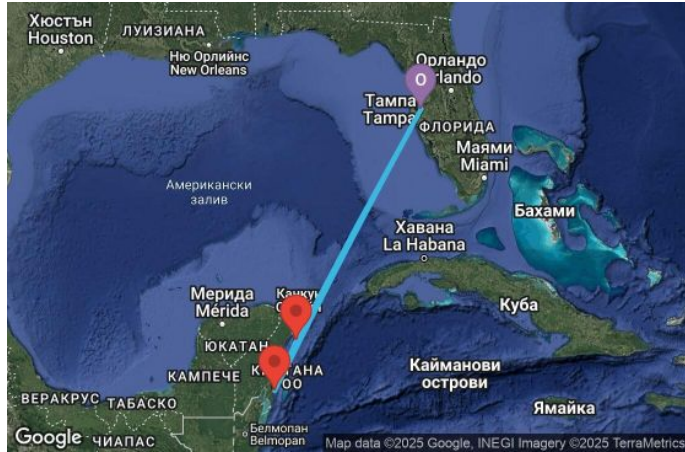 Хюстън
Houston
ЛУИЗИАНА
Ню Орлийнс
New Orleans
Орландо
Orlando
О
Тампа
Tampa
ФЛОРИДА
Маями
Miami
Американски
залив
Бахами
Хавана
La Habana
Мерида
Mérida
Куба
ЮКАТАН
КАМПЕЧЕ
Кайманови
острови
ВЕРАКРУС
ТАБАСКО
Ямайка
Белмопан
Belmopan
ЧИАПАС
Google
Map data ©2025 Google, INEGI Imagery ©2025 TerraMetrics